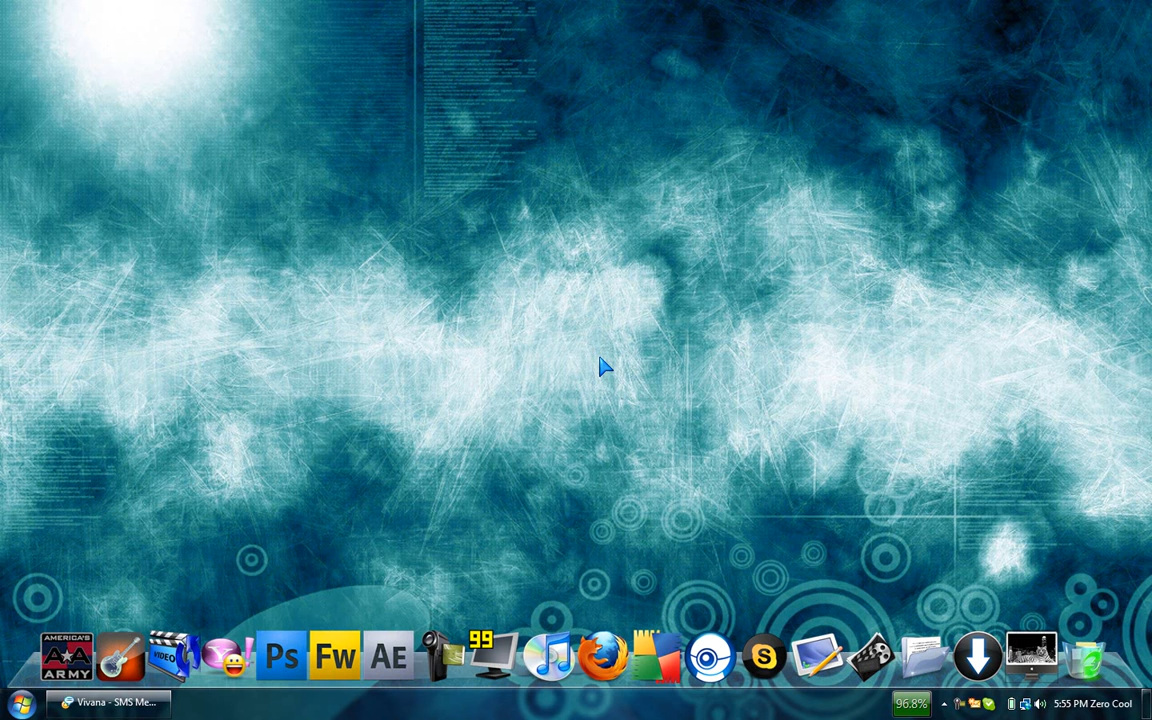 AMERICA'S
ARMY
VIDEO
Ps
Fw
AE
99
S
Vivana - SMS Me...
96.8%
5:55 PM Zero Cool